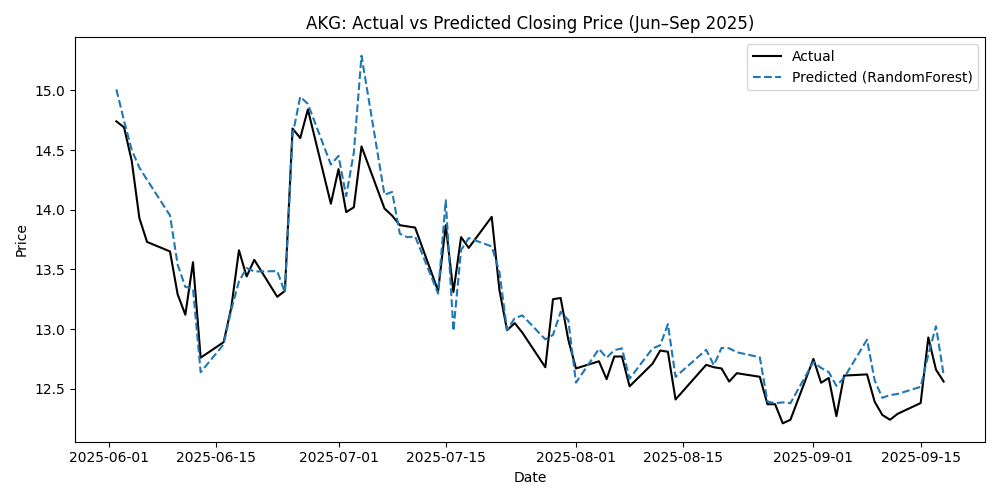 AKG: Actual vs Predicted Closing Price (Jun–Sep 2025)
Actual
Predicted (RandomForest)
Price
15.0
14.5
14.0
13.5
13.0
12.5
2025-06-01 2025-06-15 2025-07-01 2025-07-15 2025-08-01 2025-08-15 2025-09-01 2025-09-15
Date